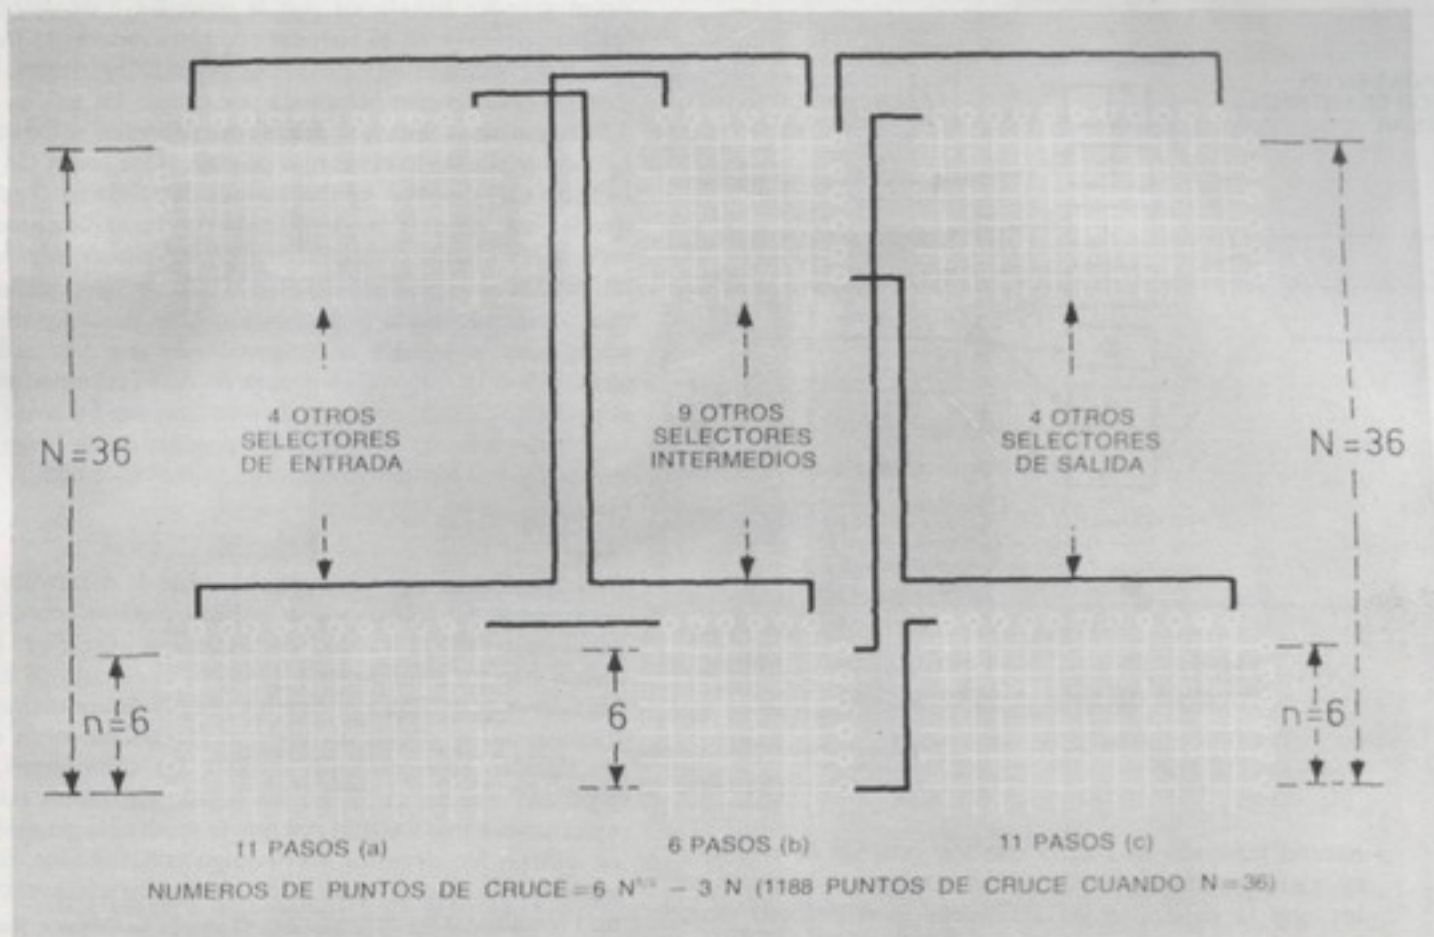 N=36
4 OTROS
SELECTORES
DE ENTRADA
9 OTROS
SELECTORES
INTERMEDIOS
4 OTROS
SELECTORES
DE SALIDA
N=36
n=6
6
n=6
11 PASOS (a)
6 PASOS (b)
11 PASOS (c)
NUMEROS DE PUNTOS DE CRUCE=6 N³ᐟ² – 3 N (1188 PUNTOS DE CRUCE CUANDO N=36)